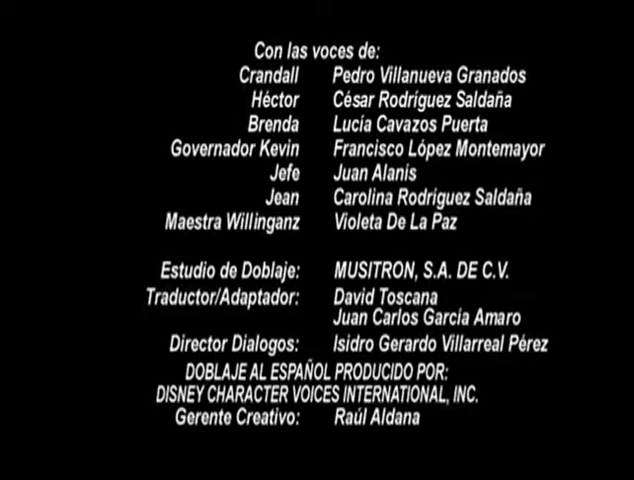 Con las voces de:
Crandall Pedro Villanueva Granados
Héctor César Rodríguez Saldaña
Brenda Lucía Cavazos Puerta
Governador Kevin Francisco López Montemayor
Jefe Juan Alanís
Jean Carolina Rodríguez Saldaña
Maestra Willinganz Violeta De La Paz
Estudio de Doblaje: MUSITRON, S.A. DE C.V.
Traductor/Adaptador: David Toscana
Juan Carlos García Amaro
Director Dialogos: Isidro Gerardo Villarreal Pérez
DOBLAJE AL ESPAÑOL PRODUCIDO POR:
DISNEY CHARACTER VOICES INTERNATIONAL, INC.
Gerente Creativo: Raúl Aldana